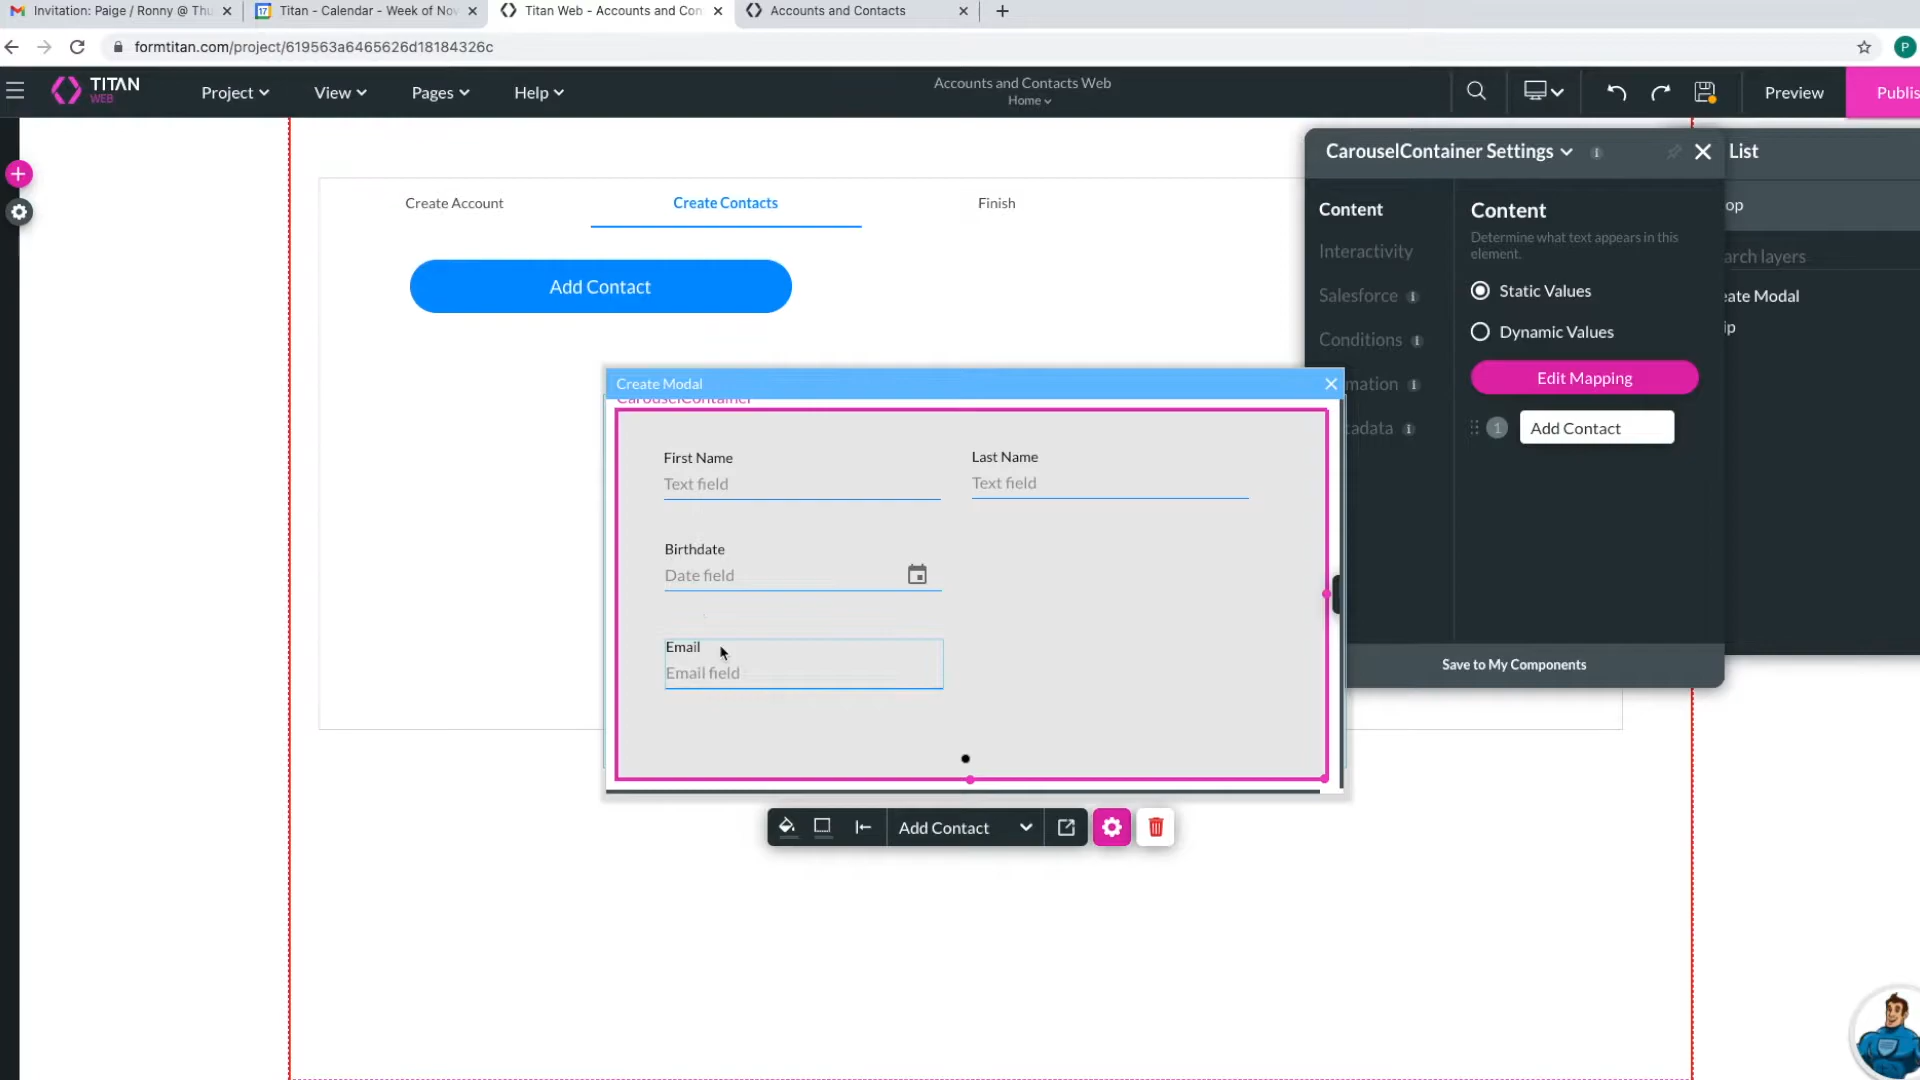 Invitation: Paige / Ronny @ Thu
Titan - Calendar - Week of Nov
Titan Web - Accounts and Con
Accounts and Contacts
formtitan.com/project/619563a6465626d18184326c
P
TITAN
WEB
Project
View
Pages
Help
Accounts and Contacts Web
Home
Preview
Publis
Create Account
Create Contacts
Finish
Add Contact
CarouselContainer Settings
List
Content
Interactivity
Salesforce
Conditions
mation
tadata
Content
Determine what text appears in this
element.
Static Values
Dynamic Values
Edit Mapping
1
Add Contact
Save to My Components
op
arch layers
eate Modal
ip
Create Modal
CarouselContainer
First Name
Text field
Last Name
Text field
Birthdate
Date field
Email
Email field
Add Contact